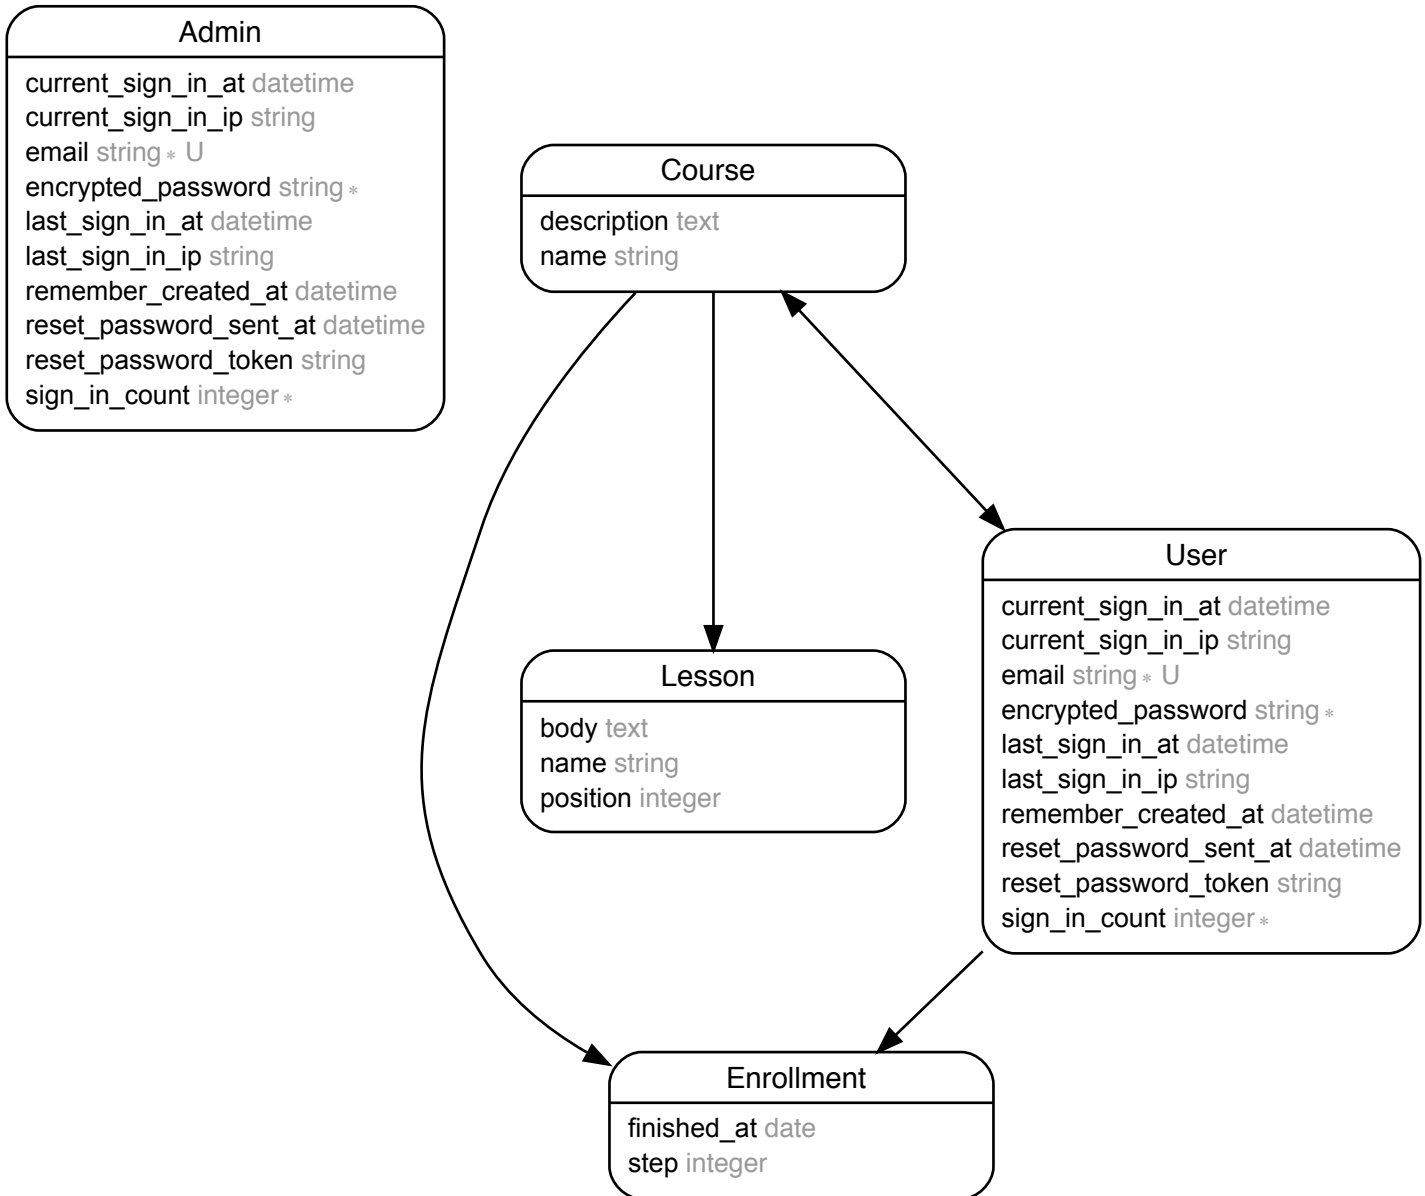 Admin
current_sign_in_at datetime
current_sign_in_ip string
email string * U
encrypted_password string *
last_sign_in_at datetime
last_sign_in_ip string
remember_created_at datetime
reset_password_sent_at datetime
reset_password_token string
sign_in_count integer *
Course
description text
name string
Lesson
body text
name string
position integer
User
current_sign_in_at datetime
current_sign_in_ip string
email string * U
encrypted_password string *
last_sign_in_at datetime
last_sign_in_ip string
remember_created_at datetime
reset_password_sent_at datetime
reset_password_token string
sign_in_count integer *
Enrollment
finished_at date
step integer